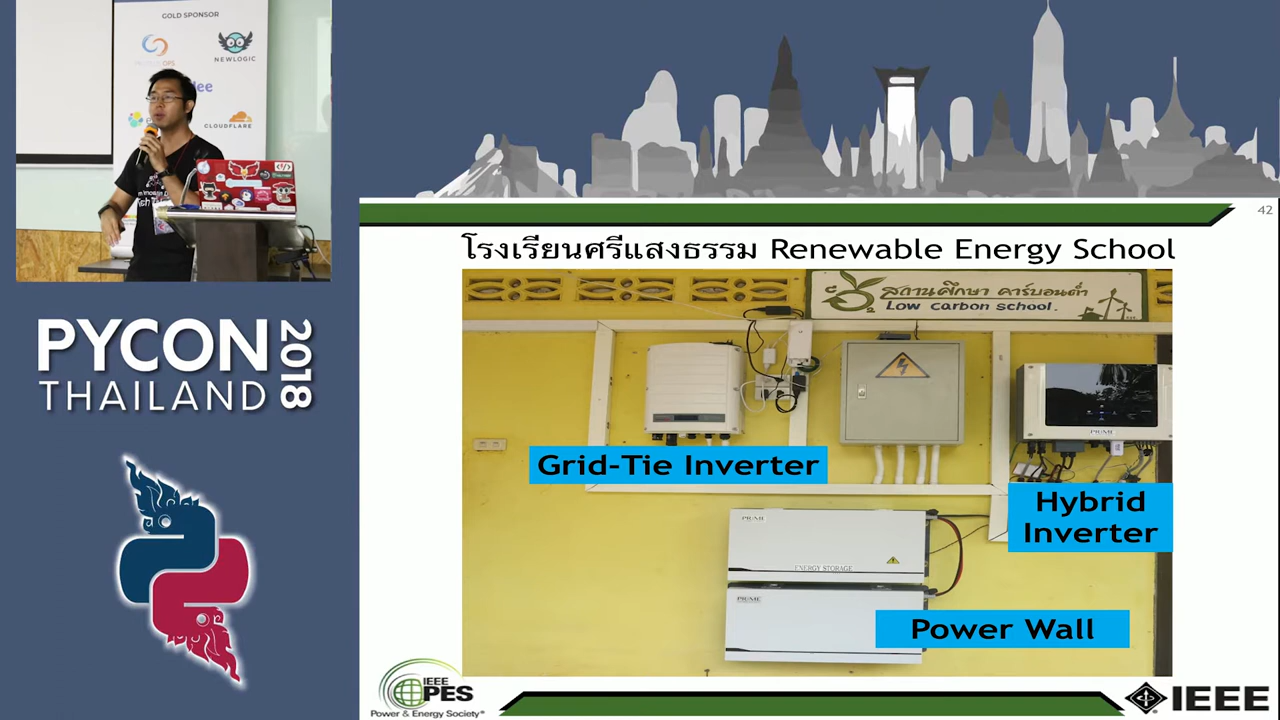 GOLD SPONSOR
NEWLOGIC
CLOUDFLARE
PYCON
THAILAND
2018
42
โรงเรียนศรีแสงธรรม Renewable Energy School
สถานศึกษา คาร์บอนต่ำ
Low Carbon School.
Grid-Tie Inverter
PRIME
Hybrid
Inverter
PRIME
ENERGY STORAGE
PRIME
Power Wall
IEEE
PES
Power & Energy Society®
IEEE